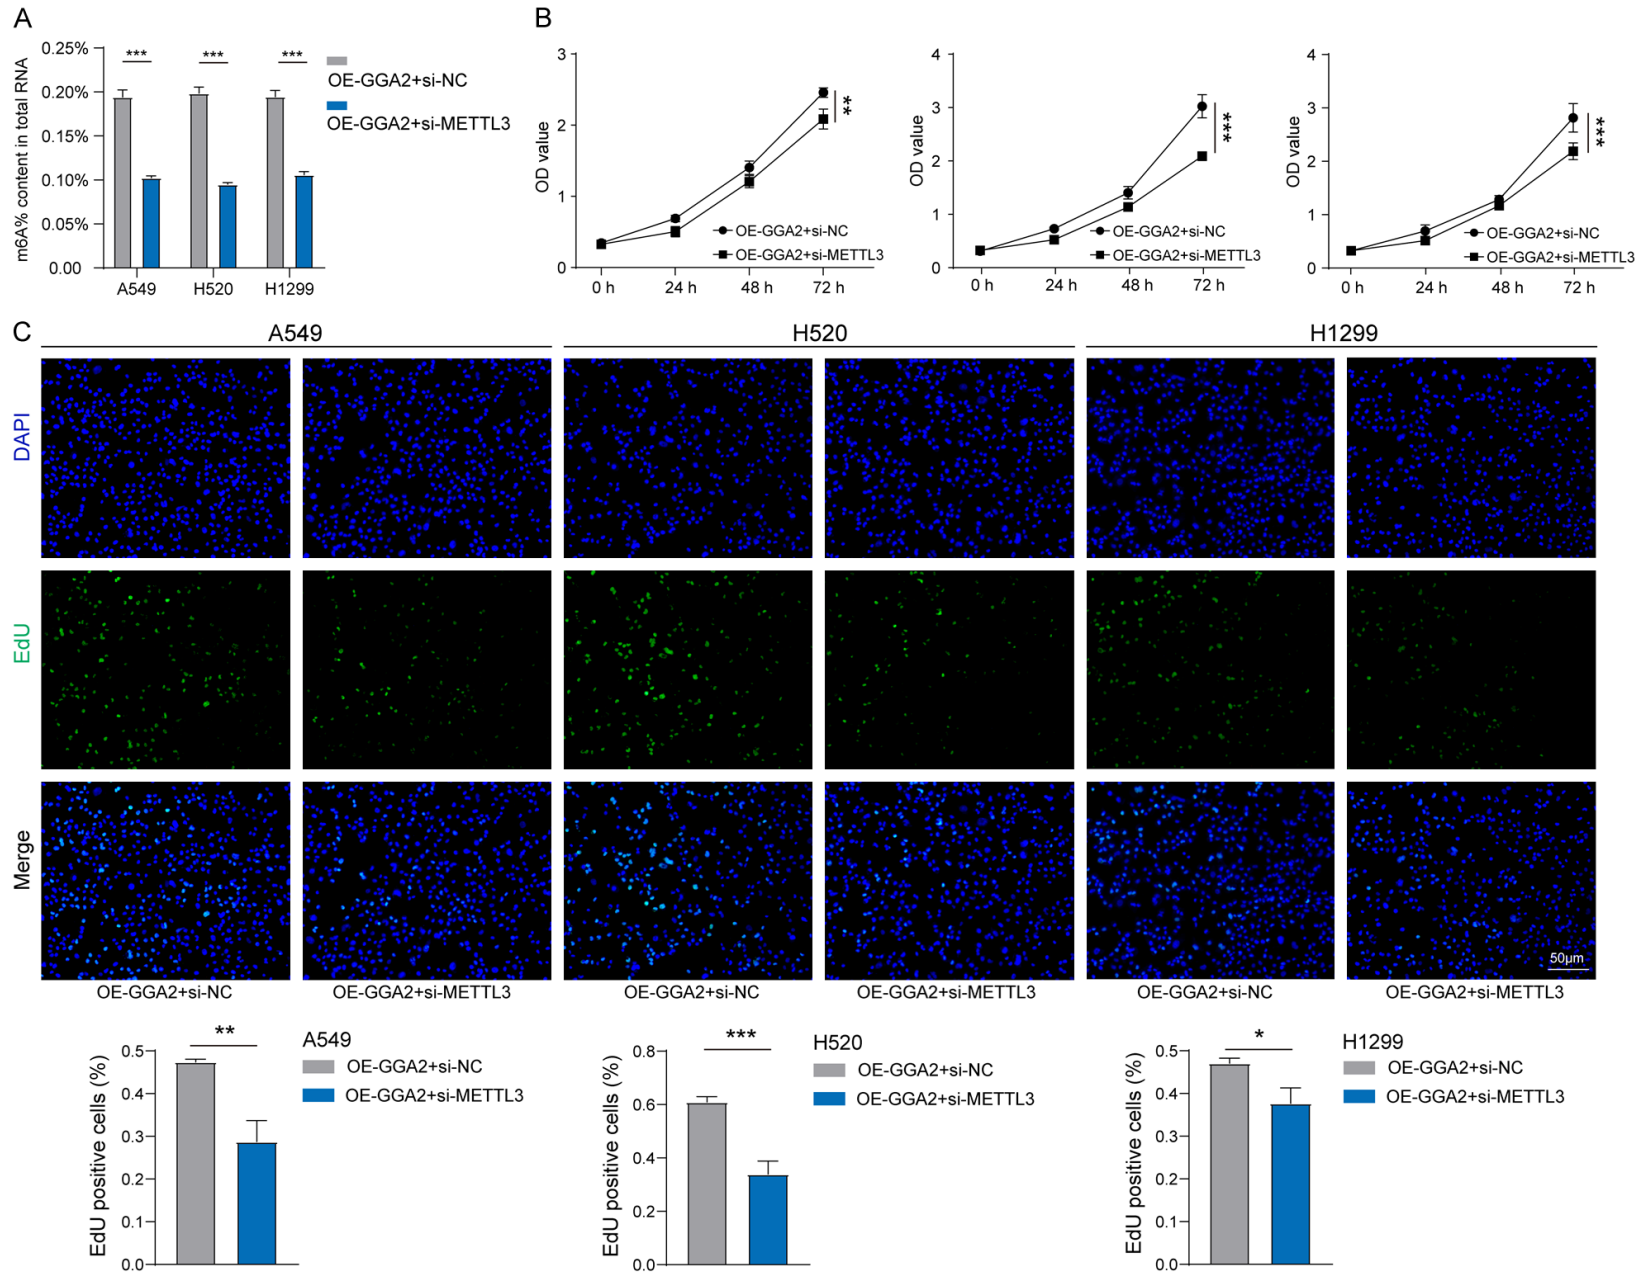 A
m6A% content in total RNA
0.25%
0.20%
0.15%
0.10%
0.05%
0.00
***
***
***
A549
H520
H1299
OE-GGA2+si-NC
OE-GGA2+si-METTL3
B
OD value
3
2
1
0
**
OE-GGA2+si-NC
OE-GGA2+si-METTL3
0 h
24 h
48 h
72 h
OD value
4
3
2
1
0
***
OE-GGA2+si-NC
OE-GGA2+si-METTL3
0 h
24 h
48 h
72 h
OD value
4
3
2
1
0
***
OE-GGA2+si-NC
OE-GGA2+si-METTL3
0 h
24 h
48 h
72 h
C
A549
H520
H1299
DAPI
EdU
Merge
50μm
OE-GGA2+si-NC
OE-GGA2+si-METTL3
OE-GGA2+si-NC
OE-GGA2+si-METTL3
OE-GGA2+si-NC
OE-GGA2+si-METTL3
EdU positive cells (%)
0.5
0.4
0.3
0.2
0.1
0.0
**
A549
OE-GGA2+si-NC
OE-GGA2+si-METTL3
EdU positive cells (%)
0.8
0.6
0.4
0.2
0.0
***
H520
OE-GGA2+si-NC
OE-GGA2+si-METTL3
EdU positive cells (%)
0.5
0.4
0.3
0.2
0.1
0.0
*
H1299
OE-GGA2+si-NC
OE-GGA2+si-METTL3